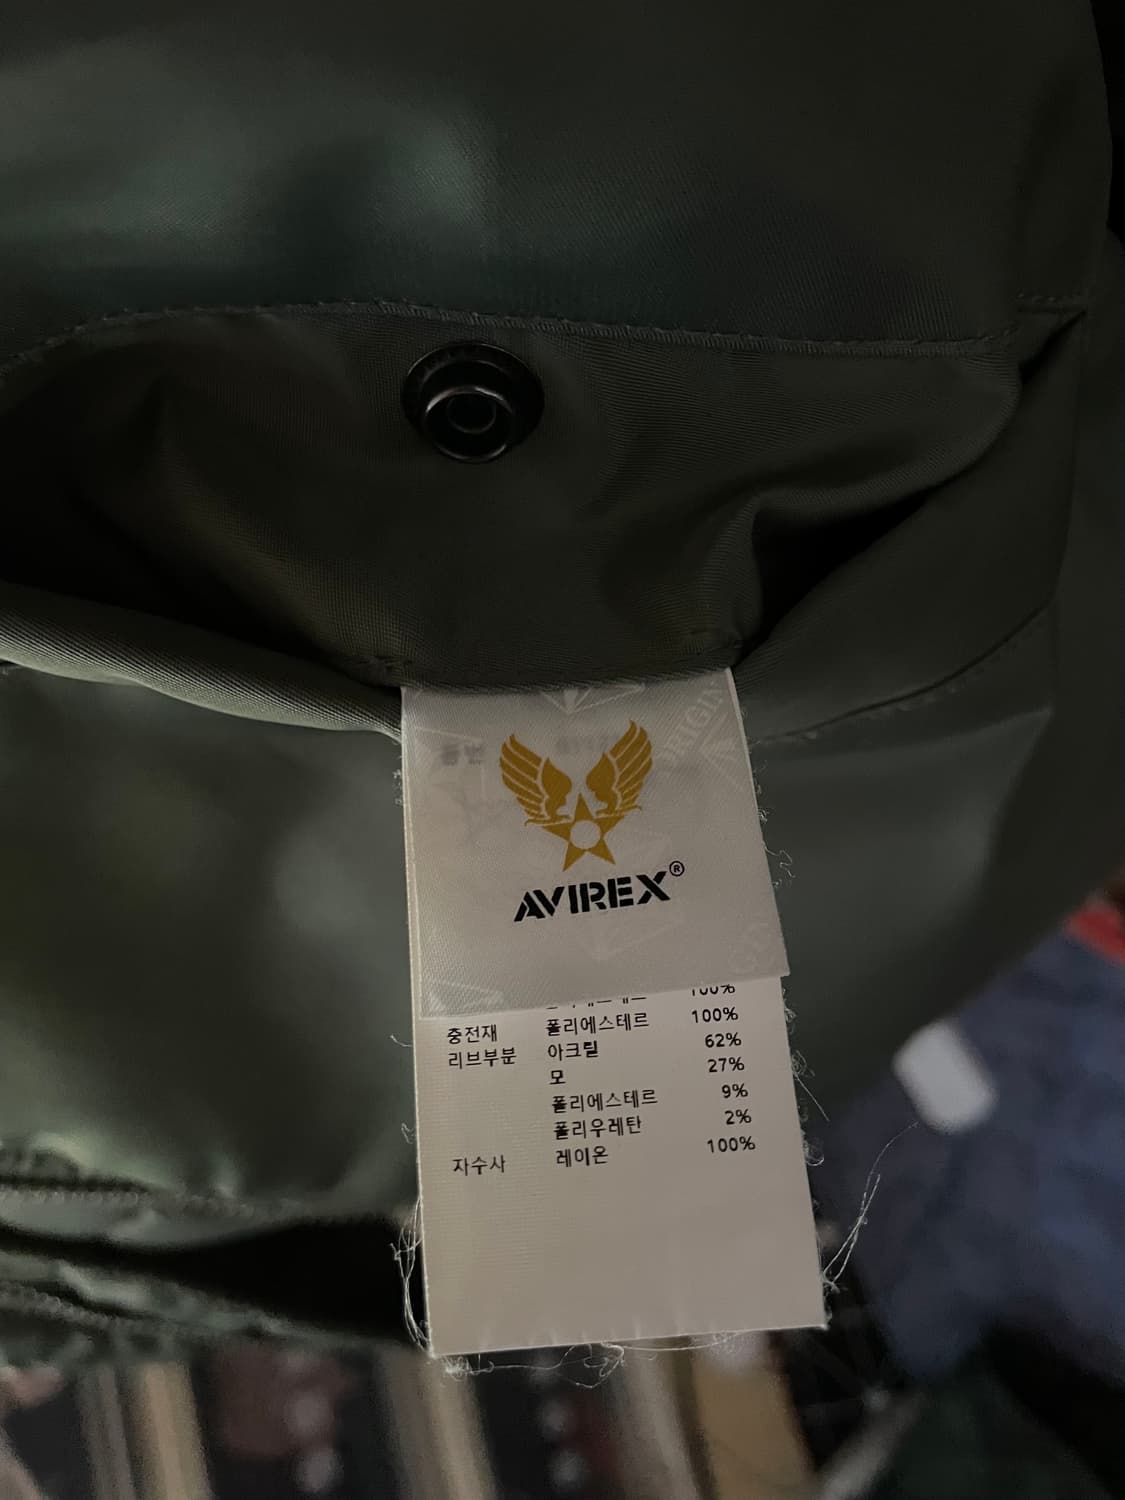 AVIREX®
100%
충전재 폴리에스테르 100%
리브부분 아크릴 62%
모 27%
폴리에스테르 9%
폴리우레탄 2%
자수사 레이온 100%